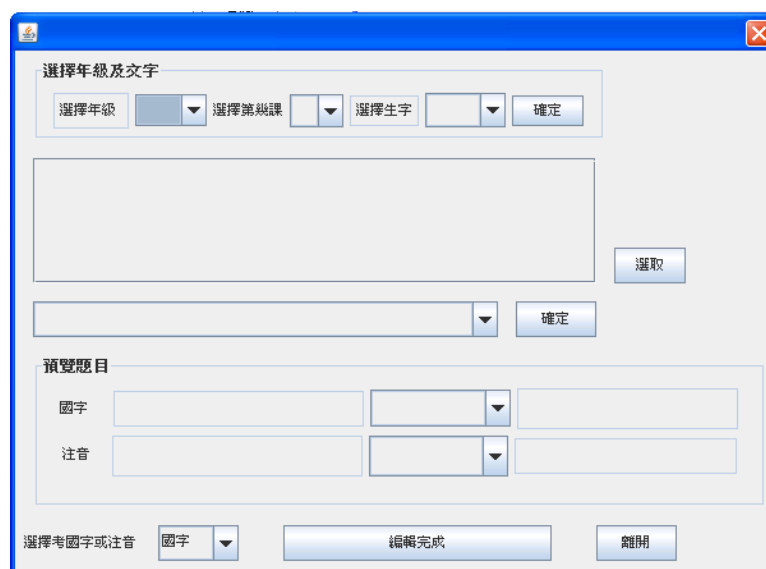 選擇年級及文字
選擇年級 選擇第幾課 選擇生字 確定
選取
確定
預覽題目
國字
注音
選擇考國字或注音 國字 編輯完成 離開